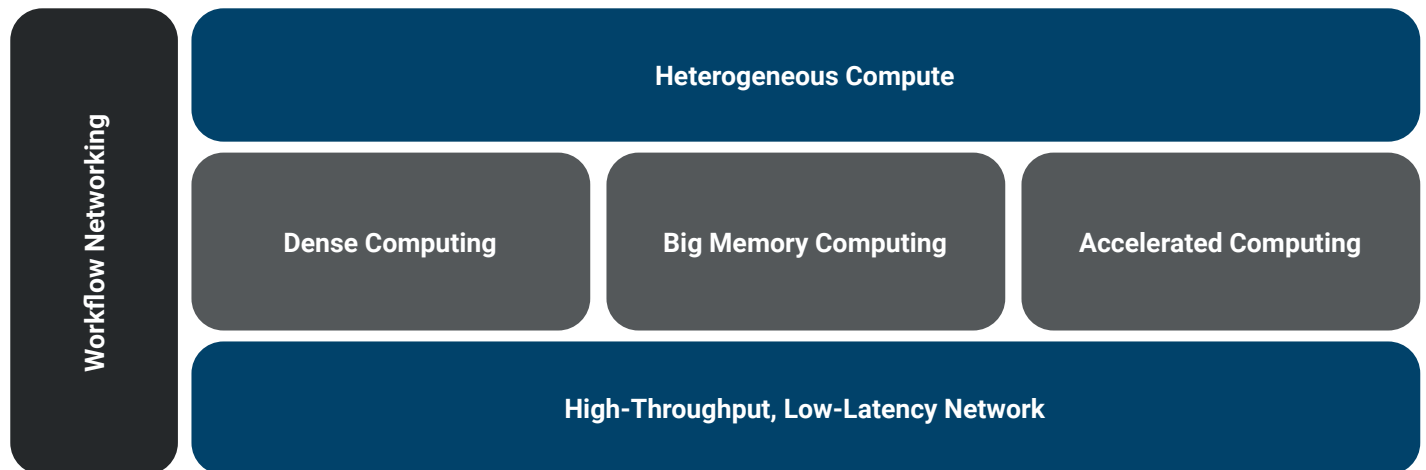 Workflow Networking
Heterogeneous Compute
Dense Computing
Big Memory Computing
Accelerated Computing
High-Throughput, Low-Latency Network